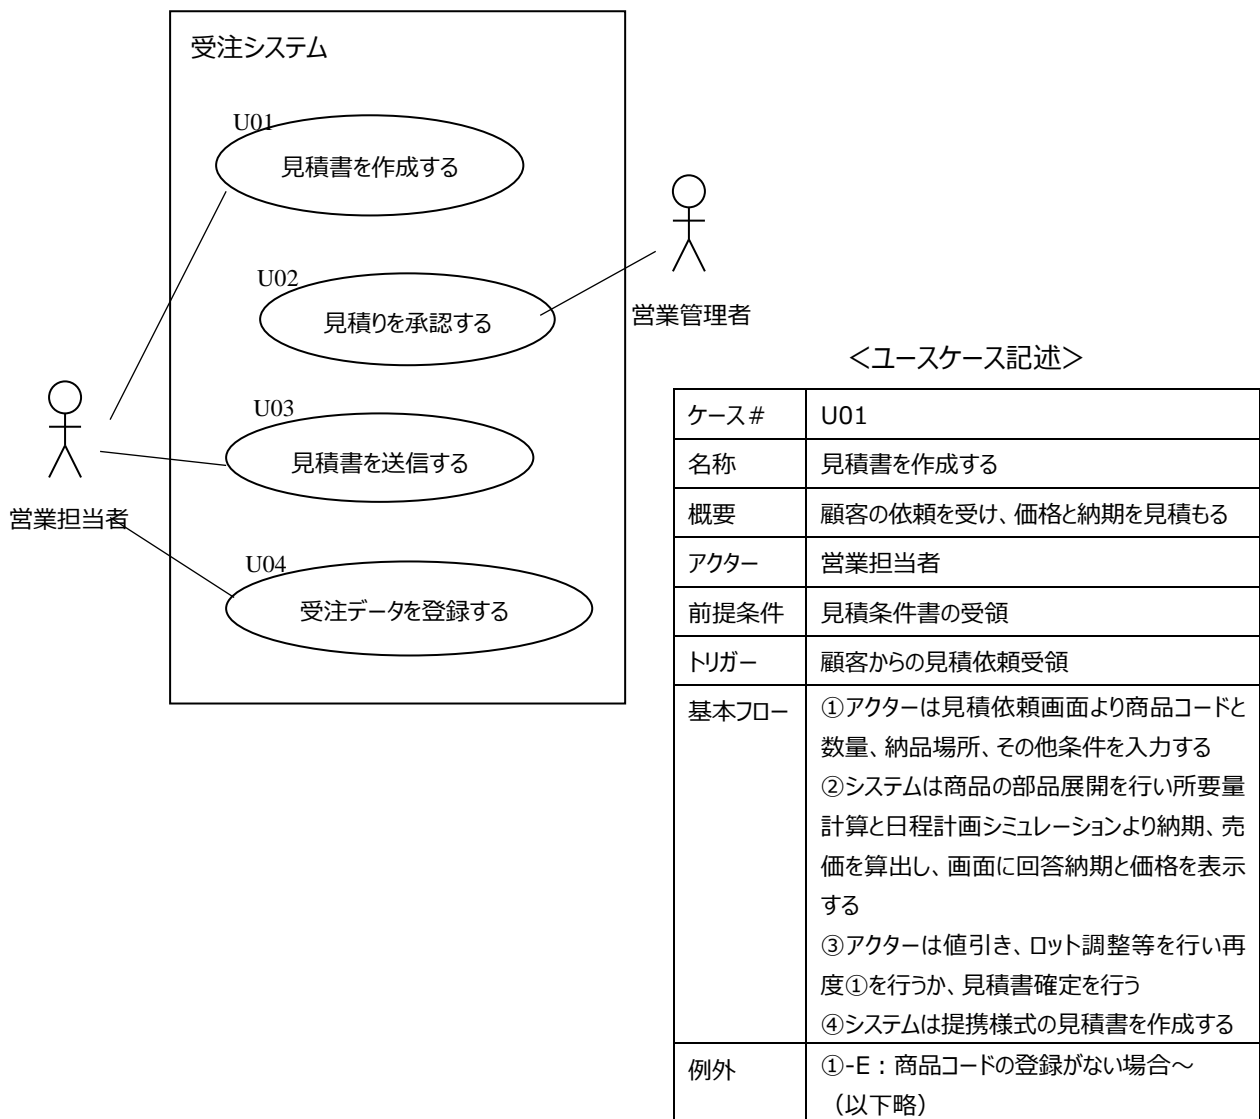 受注システム
U01
見積書を作成する
U02
見積りを承認する
営業管理者
U03
見積書を送信する
営業担当者
U04
受注データを登録する
＜ユースケース記述＞
ケース# U01
名称 見積書を作成する
概要 顧客の依頼を受け、価格と納期を見積もる
アクター 営業担当者
前提条件 見積条件書の受領
トリガー 顧客からの見積依頼受領
基本フロー ①アクターは見積依頼画面より商品コードと
数量、納品場所、その他条件を入力する
②システムは商品の部品展開を行い所要量
計算と日程計画シミュレーションより納期、売
価を算出し、画面に回答納期と価格を表示
する
③アクターは値引き、ロット調整等を行い再
度①を行うか、見積書確定を行う
④システムは提携様式の見積書を作成する
例外 ①-E：商品コードの登録がない場合～
（以下略）